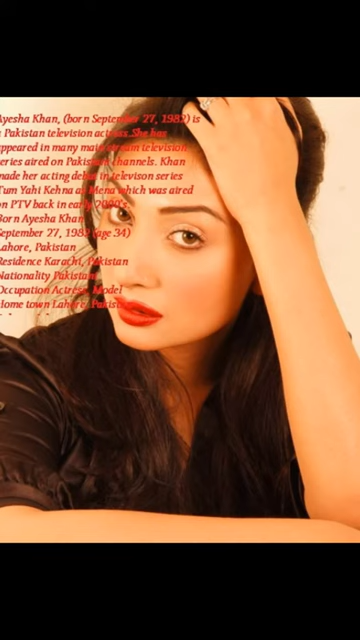 Ayesha Khan, (born September 27, 1982) is
a Pakistan television actress. She has
appeared in many main stream television
series aired on Pakistan channels. Khan
made her acting debut in televison series
Tum Yahi Kehna as Mena which was aired
on PTV back in early 2000's.
Born Ayesha Khan
September 27, 1982 (age 34)
Lahore, Pakistan
Residence Karachi, Pakistan
Nationality Pakistani
Occupation Actress, Model
Home town Lahore, Pakistan